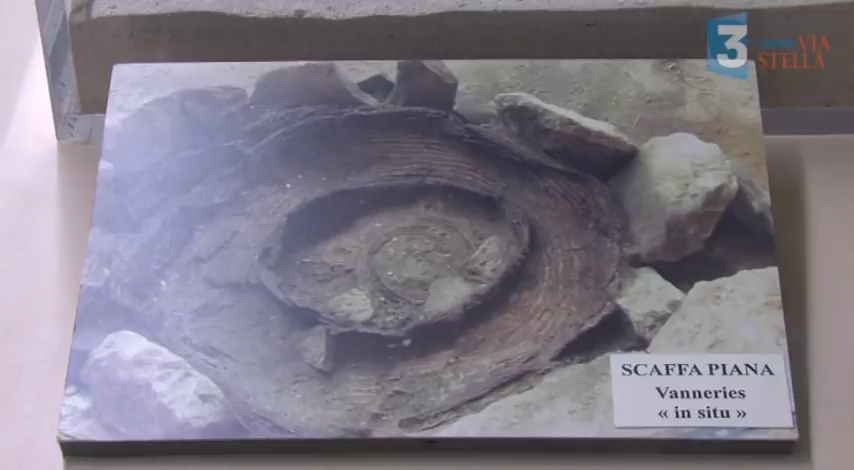 3
VIA
STELLA
SCAFFA PIANA
Vanneries
« in situ »